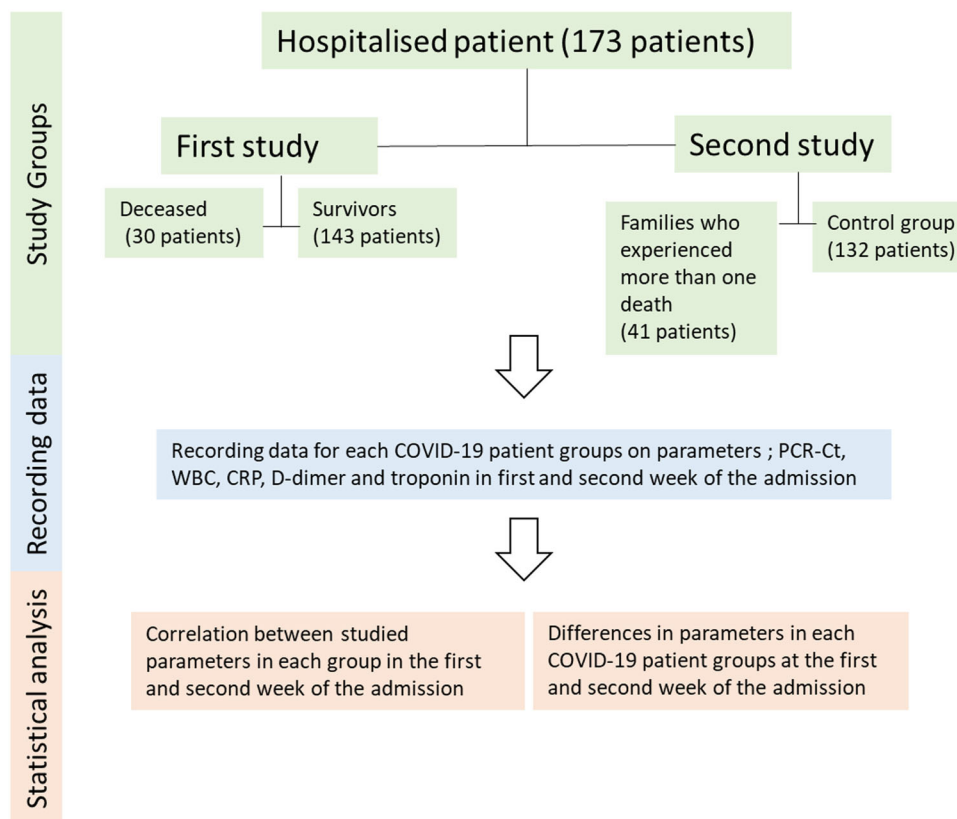 Study Groups
Hospitalised patient (173 patients)
First study
Second study
Deceased
(30 patients)
Survivors
(143 patients)
Families who
experienced
more than one
death
(41 patients)
Control group
(132 patients)
Recording data
Recording data for each COVID-19 patient groups on parameters ; PCR-Ct,
WBC, CRP, D-dimer and troponin in first and second week of the admission
Statistical analysis
Correlation between studied
parameters in each group in the first
and second week of the admission
Differences in parameters in each
COVID-19 patient groups at the first
and second week of the admission